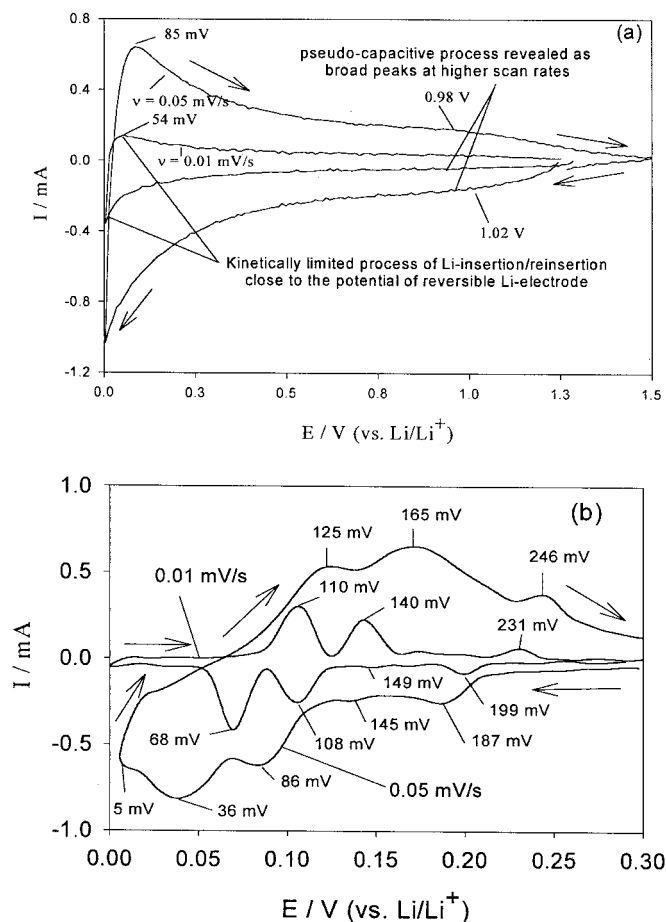 (a)
0.8
0.4
0.0
-0.4
-0.8
-1.2
I / mA
85 mV
pseudo-capacitive process revealed as
broad peaks at higher scan rates
ν = 0.05 mV/s
54 mV
0.98 V
ν = 0.01 mV/s
1.02 V
Kinetically limited process of Li-insertion/reinsertion
close to the potential of reversible Li-electrode
0.0 0.3 0.5 0.8 1.0 1.3 1.5
E / V (vs. Li/Li+)
(b)
1.0
0.5
0.0
-0.5
-1.0
I / mA
165 mV
125 mV
246 mV
0.01 mV/s
110 mV
140 mV
231 mV
149 mV
199 mV
68 mV
108 mV
145 mV
187 mV
86 mV
0.05 mV/s
5 mV
36 mV
0.00 0.05 0.10 0.15 0.20 0.25 0.30
E / V (vs. Li/Li+)